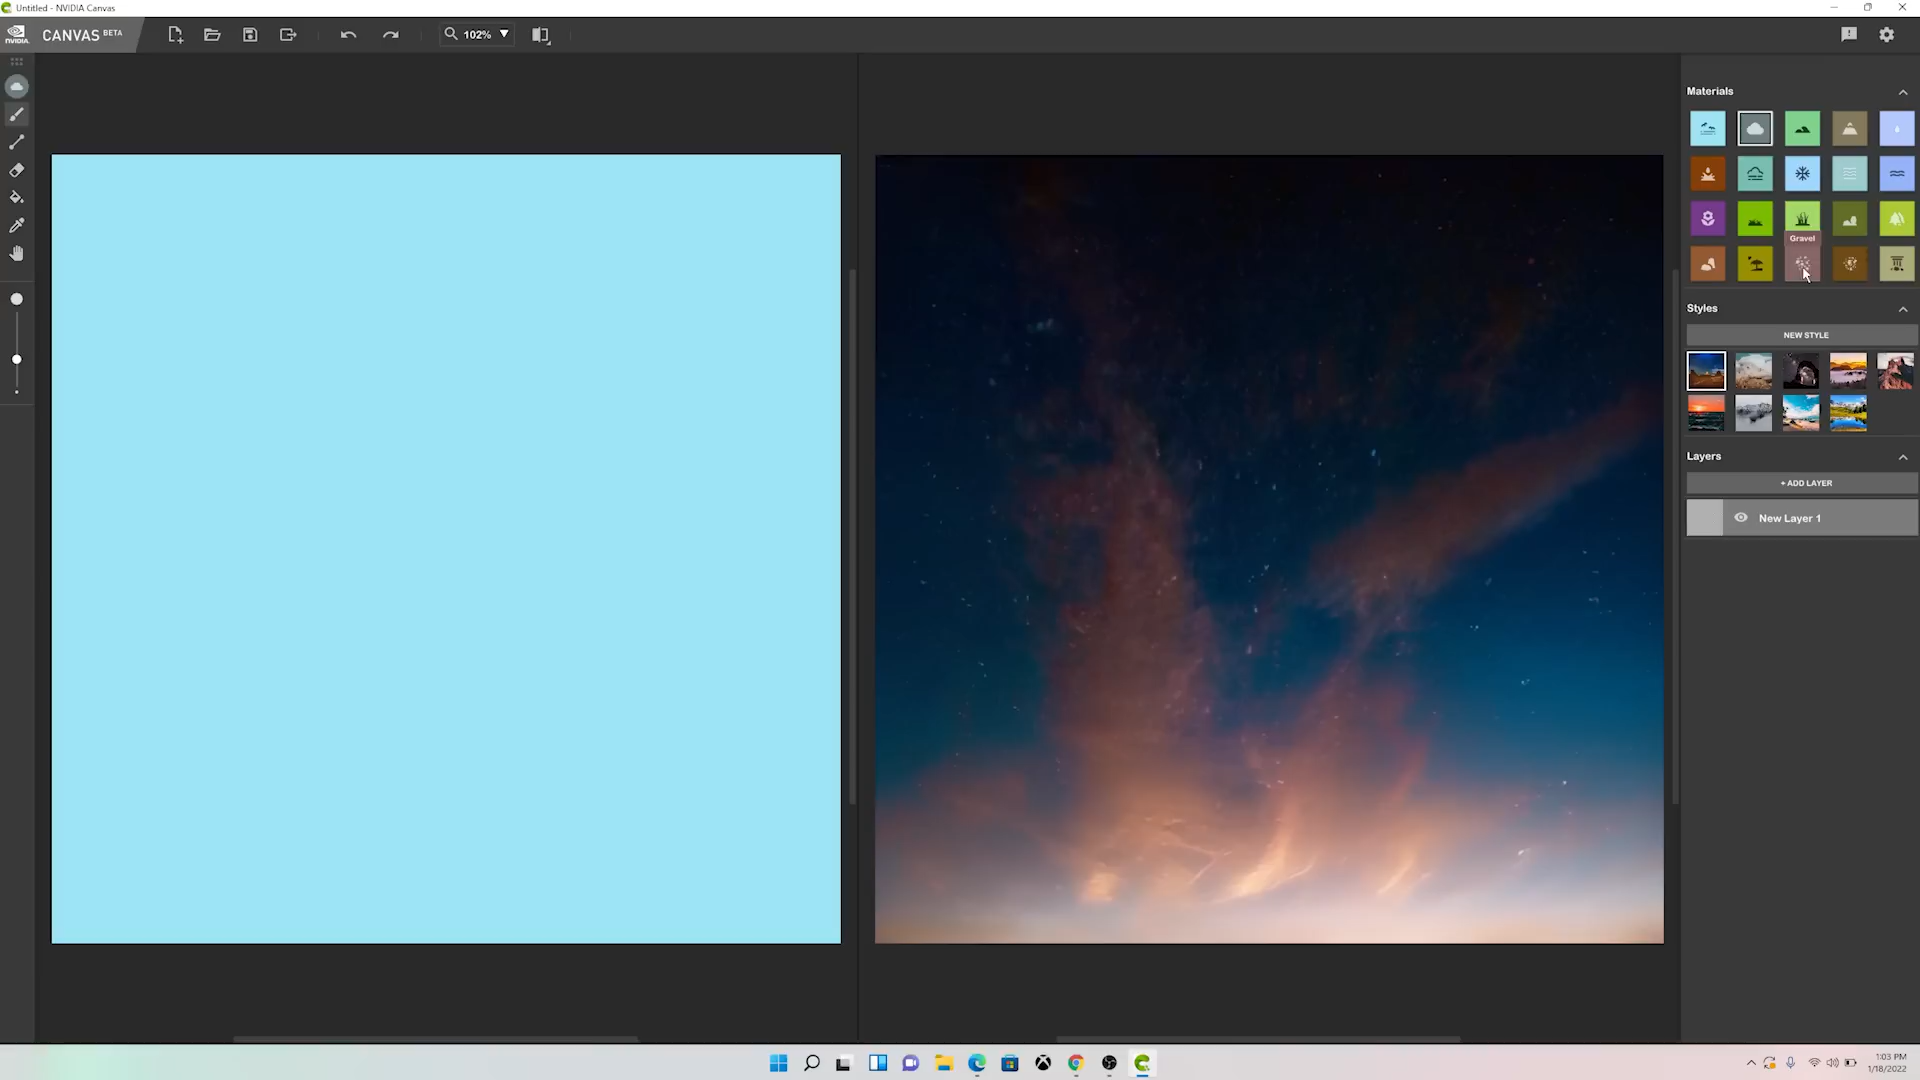 Untitled - NVIDIA Canvas
NVIDIA
CANVAS BETA
102%
Materials
Gravel
Styles
NEW STYLE
Layers
+ ADD LAYER
New Layer 1
1:03 PM
1/18/2022